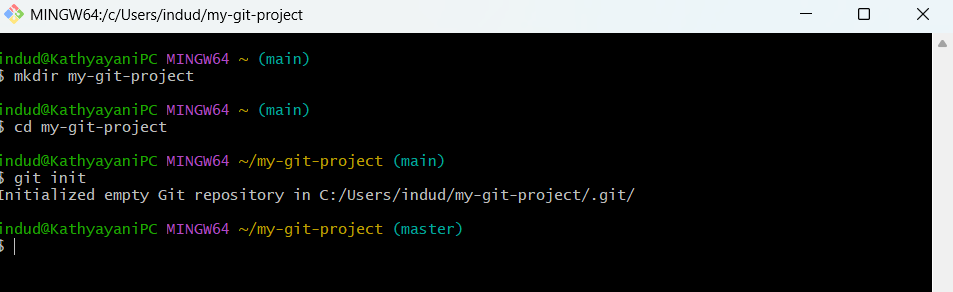 MINGW64:/c/Users/indud/my-git-project
indud@KathyayaniPC MINGW64 ~ (main)
$ mkdir my-git-project
indud@KathyayaniPC MINGW64 ~ (main)
$ cd my-git-project
indud@KathyayaniPC MINGW64 ~/my-git-project (main)
$ git init
Initialized empty Git repository in C:/Users/indud/my-git-project/.git/
indud@KathyayaniPC MINGW64 ~/my-git-project (master)
$